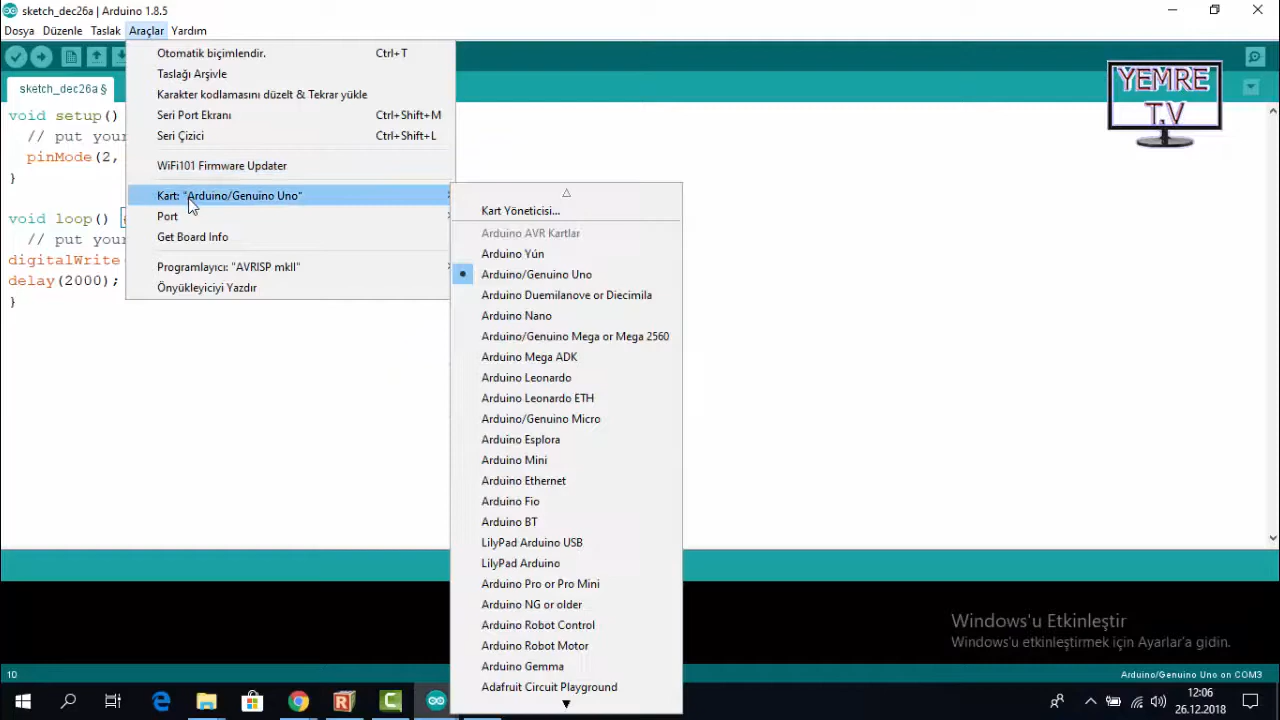 sketch_dec26a | Arduino 1.8.5
Dosya Düzenle Taslak Araçlar Yardım
Otomatik biçimlendir. Ctrl+T
Taslağı Arşivle
Karakter kodlamasını düzelt & Tekrar yükle
Seri Port Ekranı Ctrl+Shift+M
Seri Çizici Ctrl+Shift+L
WiFi101 Firmware Updater
Kart: "Arduino/Genuino Uno"
Port
Get Board Info
Programlayıcı: "AVRISP mkII"
Önyükleyiciyi Yazdır
sketch_dec26a §
void setup()
// put your
pinMode(2,
}
void loop() {
// put your
digitalWrite
delay(2000);
}
Kart Yöneticisi...
Arduino AVR Kartlar
Arduino Yún
Arduino/Genuino Uno
Arduino Duemilanove or Diecimila
Arduino Nano
Arduino/Genuino Mega or Mega 2560
Arduino Mega ADK
Arduino Leonardo
Arduino Leonardo ETH
Arduino/Genuino Micro
Arduino Esplora
Arduino Mini
Arduino Ethernet
Arduino Fio
Arduino BT
LilyPad Arduino USB
LilyPad Arduino
Arduino Pro or Pro Mini
Arduino NG or older
Arduino Robot Control
Arduino Robot Motor
Arduino Gemma
Adafruit Circuit Playground
YEMRE
T.V
Windows'u Etkinleştir
Windows'u etkinleştirmek için Ayarlar'a gidin.
10
Arduino/Genuino Uno on COM3
12:06
26.12.2018